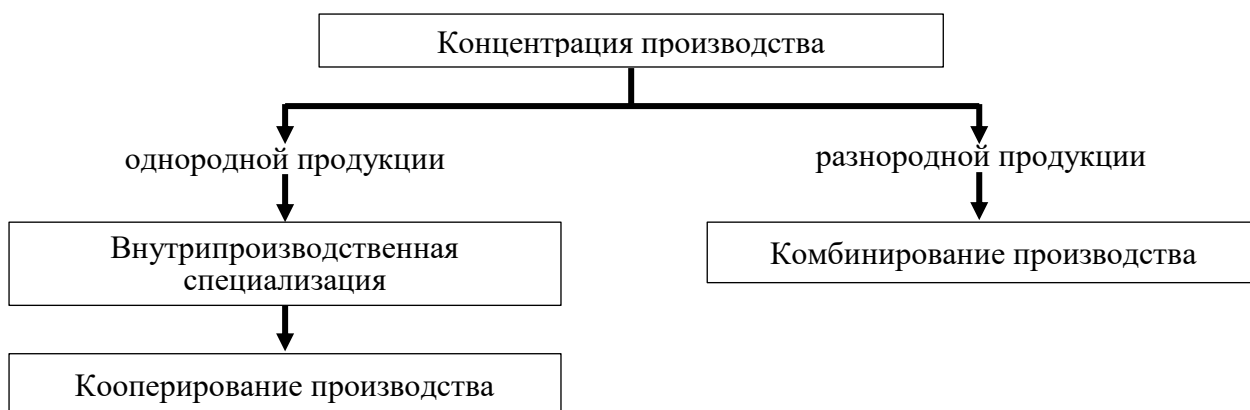 Концентрация производства
однородной продукции
разнородной продукции
Внутрипроизводственная
специализация
Комбинирование производства
Кооперирование производства